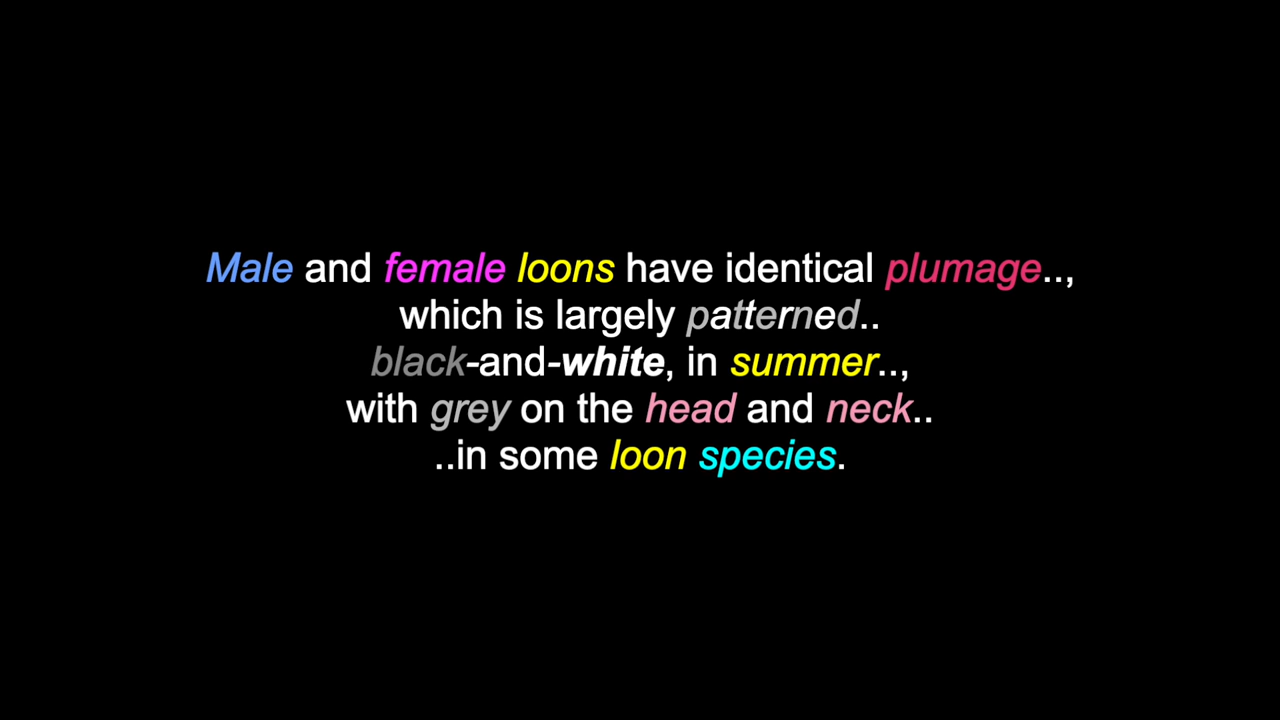 Male and female loons have identical plumage..,
which is largely patterned..
black-and-white, in summer..,
with grey on the head and neck..
..in some loon species.